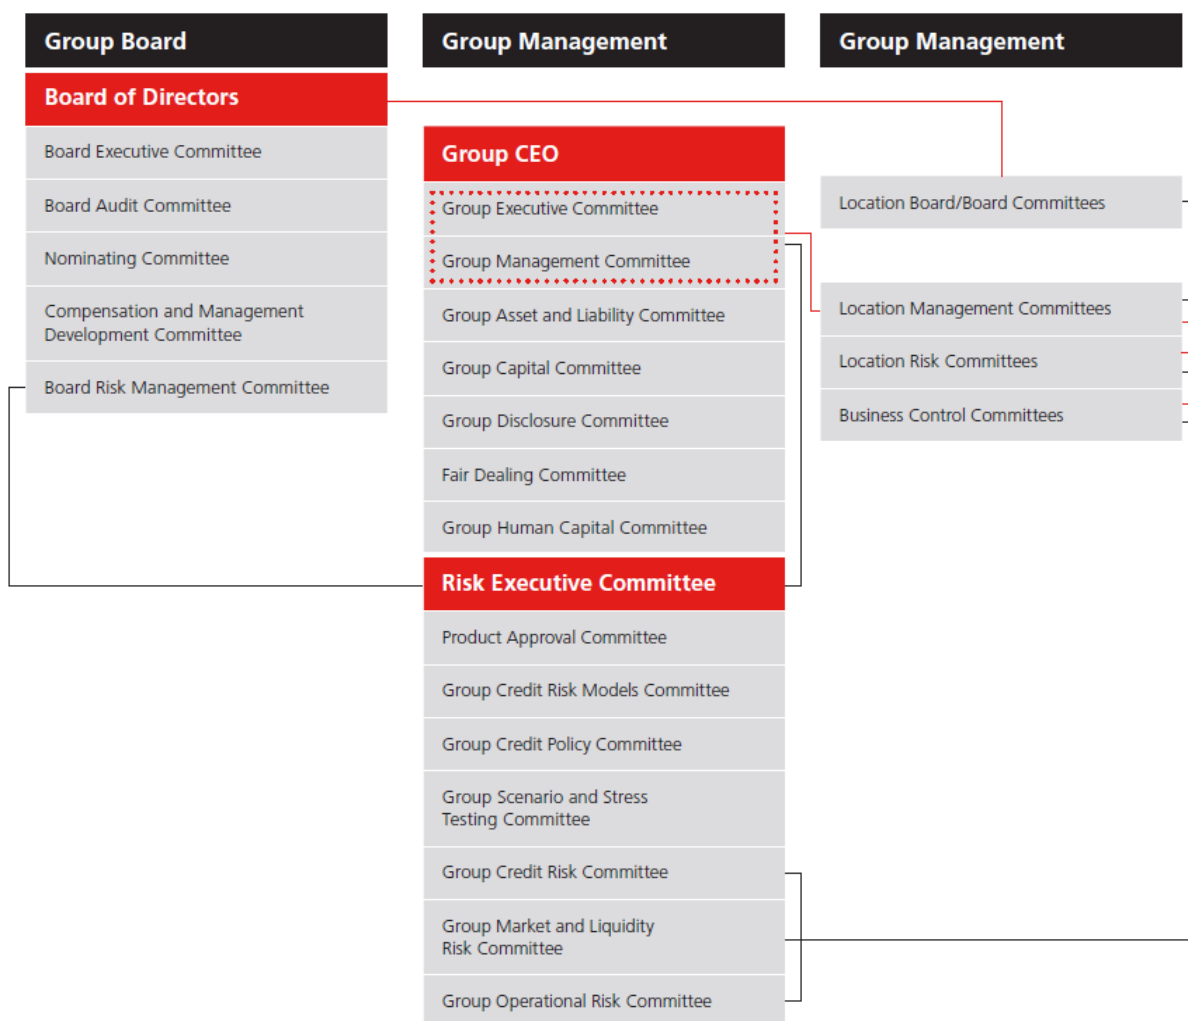 Group Board
Board of Directors
Board Executive Committee
Board Audit Committee
Nominating Committee
Compensation and Management
Development Committee
Board Risk Management Committee
Group Management
Group CEO
Group Executive Committee
Group Management Committee
Group Asset and Liability Committee
Group Capital Committee
Group Disclosure Committee
Fair Dealing Committee
Group Human Capital Committee
Risk Executive Committee
Product Approval Committee
Group Credit Risk Models Committee
Group Credit Policy Committee
Group Scenario and Stress
Testing Committee
Group Credit Risk Committee
Group Market and Liquidity
Risk Committee
Group Operational Risk Committee
Group Management
Location Board/Board Committees
Location Management Committees
Location Risk Committees
Business Control Committees